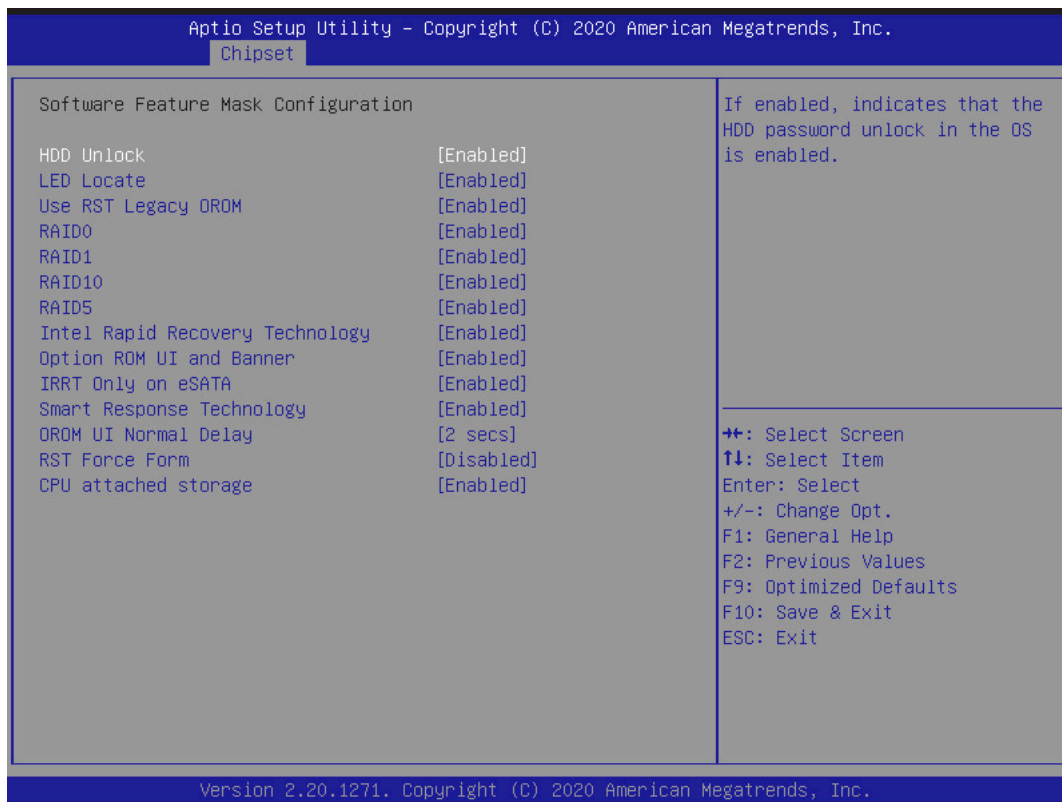 Aptio Setup Utility – Copyright (C) 2020 American Megatrends, Inc.
Chipset
Software Feature Mask Configuration
HDD Unlock [Enabled]
LED Locate [Enabled]
Use RST Legacy OROM [Enabled]
RAID0 [Enabled]
RAID1 [Enabled]
RAID10 [Enabled]
RAID5 [Enabled]
Intel Rapid Recovery Technology [Enabled]
Option ROM UI and Banner [Enabled]
IRRT Only on eSATA [Enabled]
Smart Response Technology [Enabled]
OROM UI Normal Delay [2 secs]
RST Force Form [Disabled]
CPU attached storage [Enabled]
If enabled, indicates that the
HDD password unlock in the OS
is enabled.
→←: Select Screen
↑↓: Select Item
Enter: Select
+/-: Change Opt.
F1: General Help
F2: Previous Values
F9: Optimized Defaults
F10: Save & Exit
ESC: Exit
Version 2.20.1271. Copyright (C) 2020 American Megatrends, Inc.